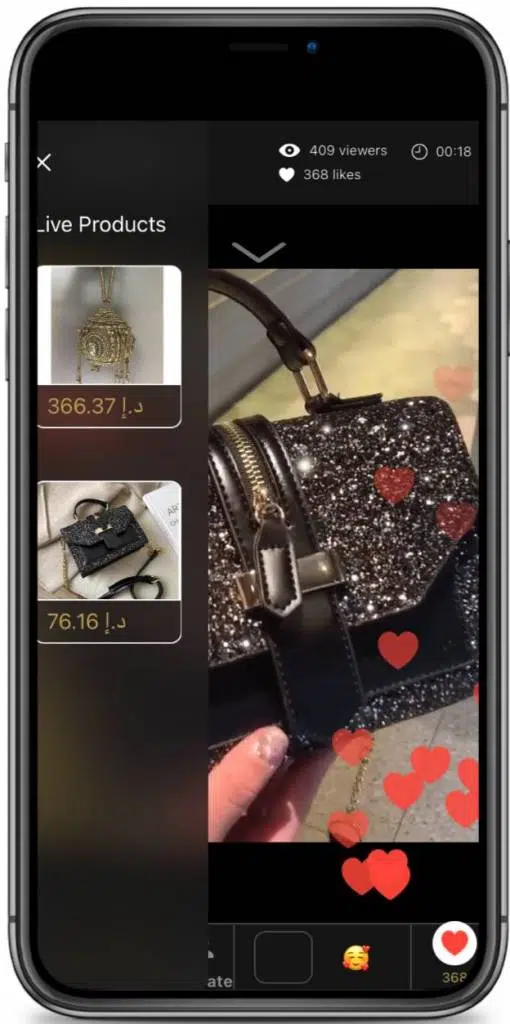 409 viewers
00:18
368 likes
Live Products
366.37 د.إ
76.16 د.إ
ate
368